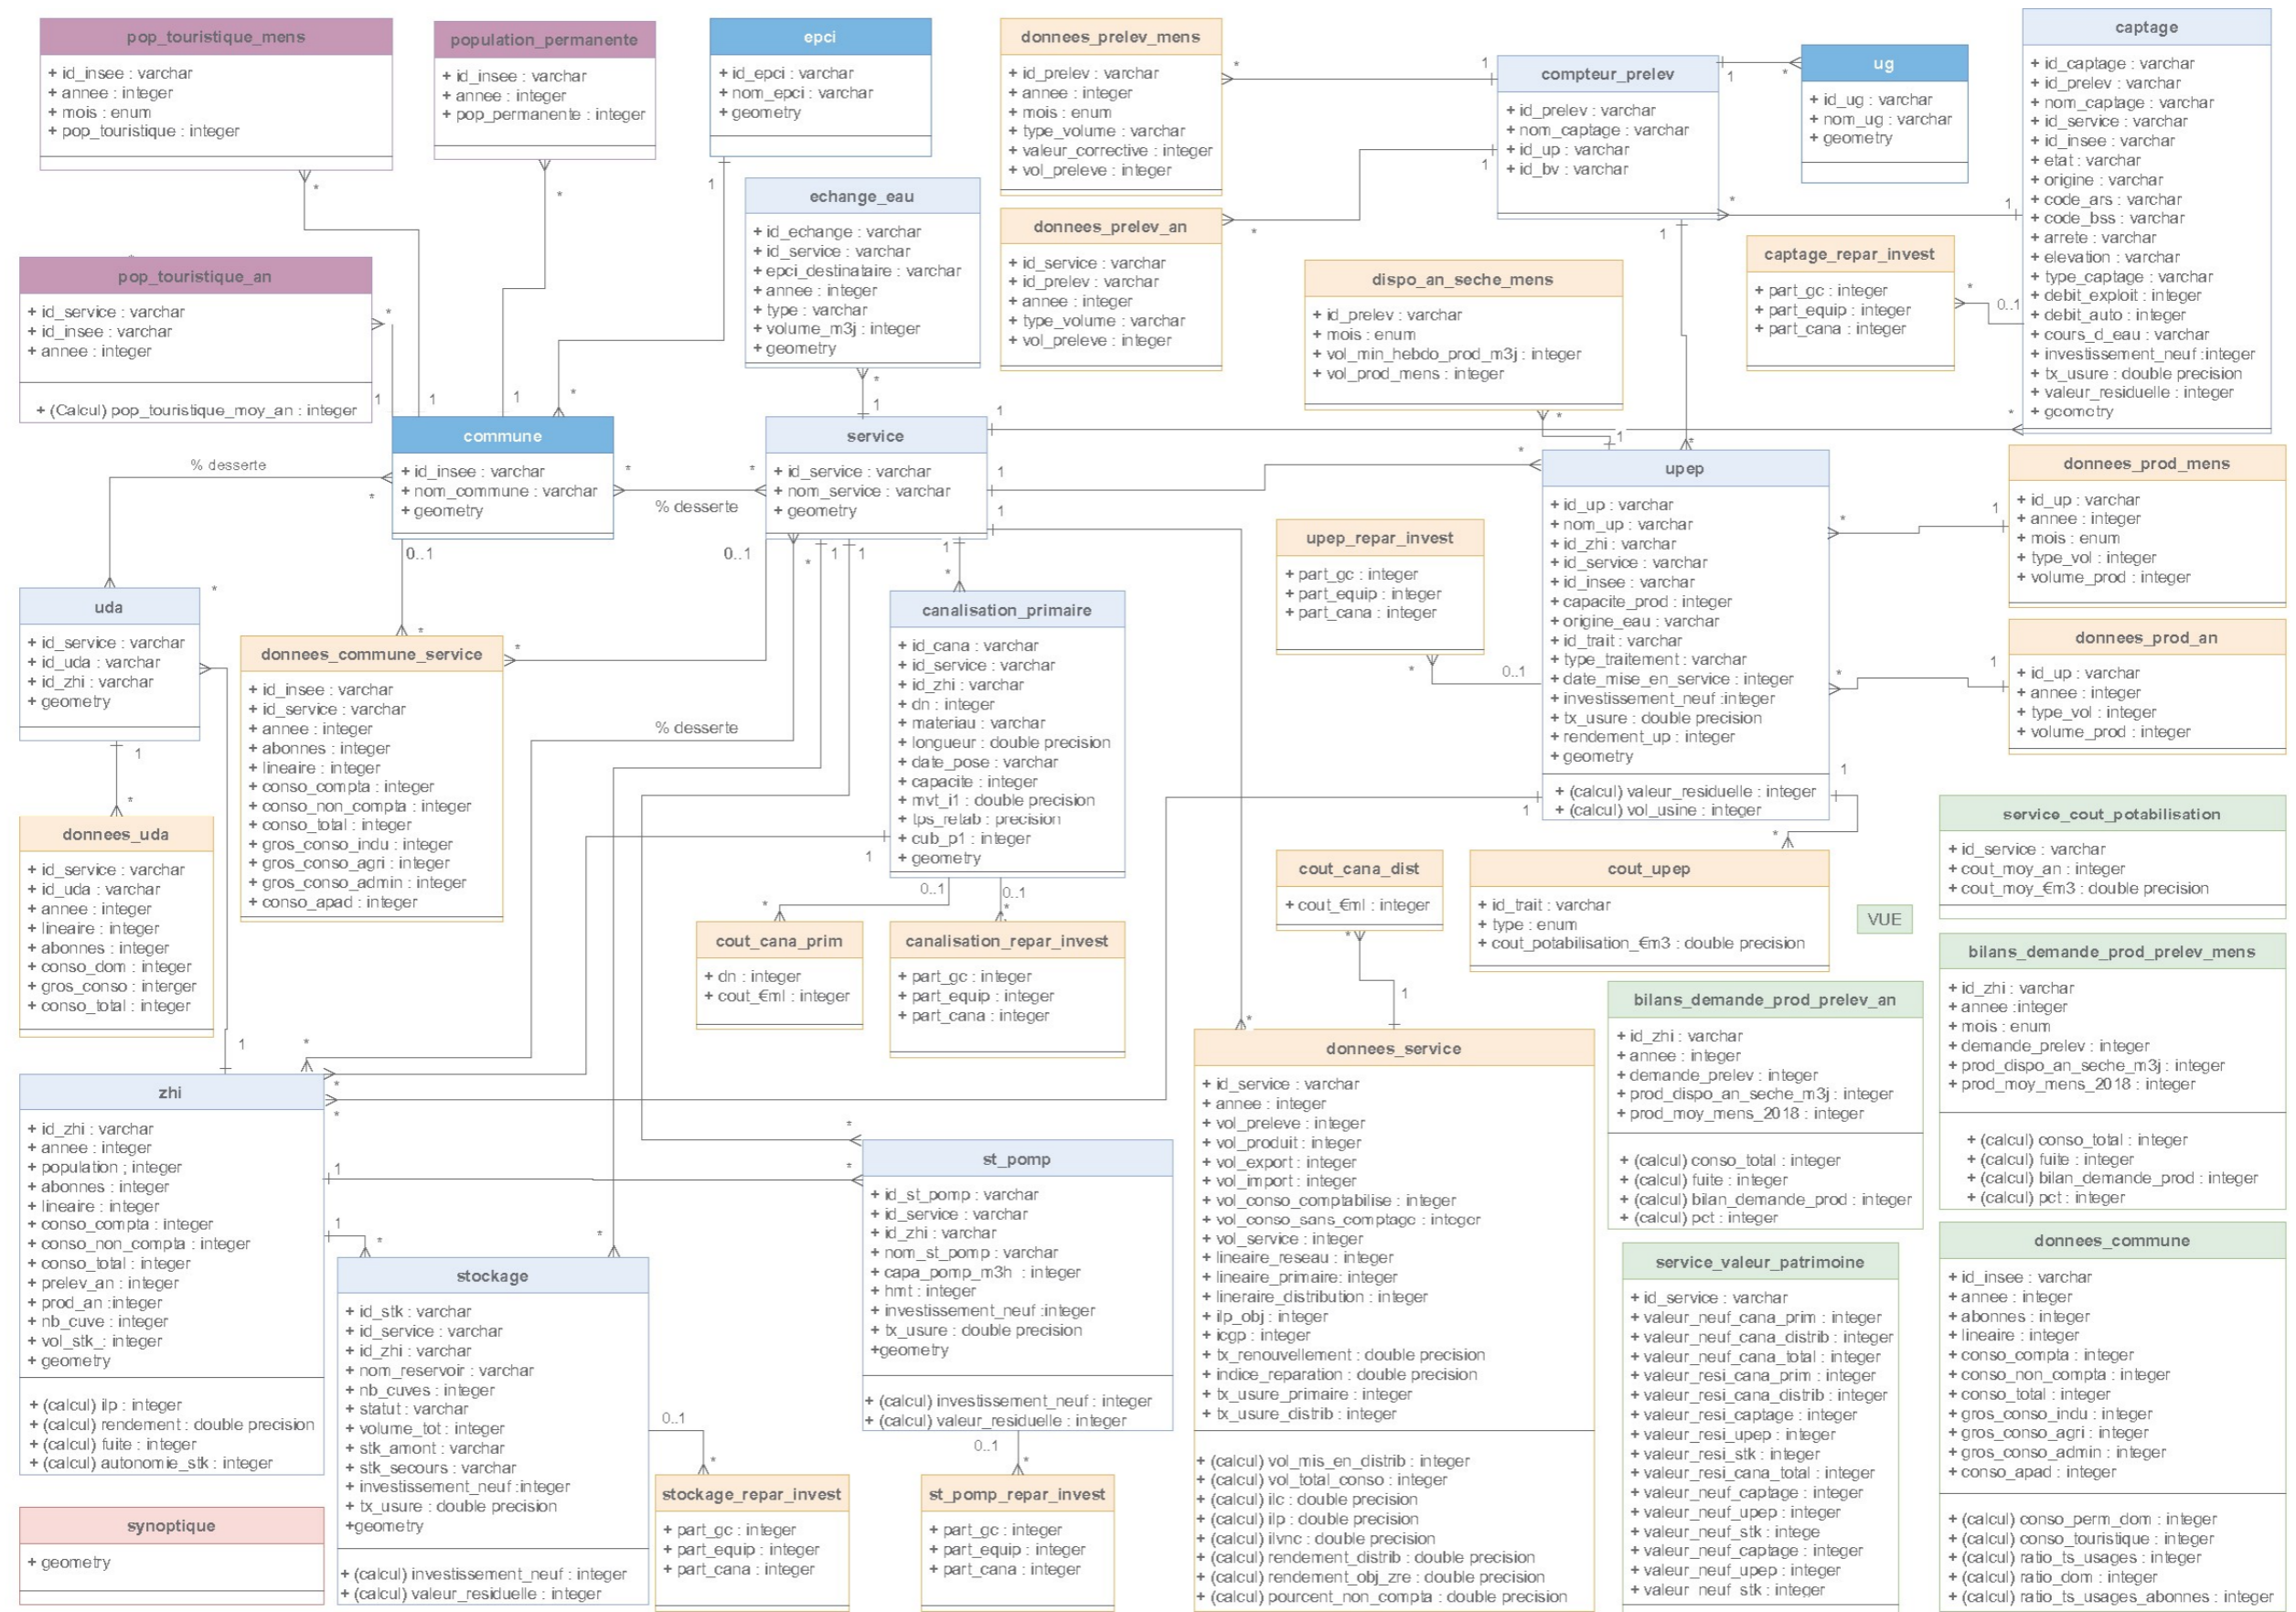 pop_touristique_mens
+ id_insee : varchar
+ annee : integer
+ mois : enum
+ pop_touristique : integer
population_permanente
+ id_insee : varchar
+ annee : integer
+ pop_permanente : integer
epci
+ id_epci : varchar
+ nom_epci : varchar
+ geometry
donnees_prelev_mens
+ id_prelev : varchar
+ annee : integer
+ mois : enum
+ type_volume : varchar
+ valeur_corrective : integer
+ vol_preleve : integer
compteur_prelev
+ id_prelev : varchar
+ nom_captage : varchar
+ id_up : varchar
+ id_bv : varchar
ug
+ id_ug : varchar
+ nom_ug : varchar
+ geometry
captage
+ id_captage : varchar
+ id_prelev : varchar
+ nom_captage : varchar
+ id_service : varchar
+ id_insee : varchar
+ etat : varchar
+ origine : varchar
+ code_ars : varchar
+ code_bss : varchar
+ arrete : varchar
+ elevation : varchar
+ type_captage : varchar
+ debit_exploit : integer
+ debit_auto : integer
+ cours_d_eau : varchar
+ investissement_neuf :integer
+ tx_usure : double precision
+ valeur_residuelle : integer
+ geometry
echange_eau
+ id_echange : varchar
+ id_service : varchar
+ epci_destinataire : varchar
+ annee : integer
+ type : varchar
+ volume_m3j : integer
+ geometry
donnees_prelev_an
+ id_service : varchar
+ id_prelev : varchar
+ annee : integer
+ type_volume : varchar
+ vol_preleve : integer
dispo_an_seche_mens
+ id_prelev : varchar
+ mois : enum
+ vol_min_hebdo_prod_m3j : integer
+ vol_prod_mens : integer
captage_repar_invest
+ part_gc : integer
+ part_equip : integer
+ part_cana : integer
0..1
pop_touristique_an
+ id_service : varchar
+ id_insee : varchar
+ annee : integer
+ (Calcul) pop_touristique_moy_an : integer
commune
+ id_insee : varchar
+ nom_commune : varchar
+ geometry
% desserte
service
+ id_service : varchar
+ nom_service : varchar
+ geometry
% desserte
0..1
0..1
upep
+ id_up : varchar
+ nom_up : varchar
+ id_zhi : varchar
+ id_service : varchar
+ id_insee : varchar
+ capacite_prod : integer
+ origine_eau : varchar
+ id_trait : varchar
+ type_traitement : varchar
+ date_mise_en_service : integer
+ investissement_neuf :integer
+ tx_usure : double precision
+ rendement_up : integer
+ geometry
+ (calcul) valeur_residuelle : integer
+ (calcul) vol_usine : integer
donnees_prod_mens
+ id_up : varchar
+ annee : integer
+ mois : enum
+ type_vol : integer
+ volume_prod : integer
upep_repar_invest
+ part_gc : integer
+ part_equip : integer
+ part_cana : integer
0..1
donnees_prod_an
+ id_up : varchar
+ annee : integer
+ type_vol : integer
+ volume_prod : integer
uda
+ id_service : varchar
+ id_uda : varchar
+ id_zhi : varchar
+ geometry
donnees_commune_service
+ id_insee : varchar
+ id_service : varchar
+ annee : integer
+ abonnes : integer
+ lineaire : integer
+ conso_compta : integer
+ conso_non_compta : integer
+ conso_total : integer
+ gros_conso_indu : integer
+ gros_conso_agri : integer
+ gros_conso_admin : integer
+ conso_apad : integer
% desserte
canalisation_primaire
+ id_cana : varchar
+ id_service : varchar
+ id_zhi : varchar
+ dn : integer
+ materiau : varchar
+ longueur : double precision
+ date_pose : varchar
+ capacite : integer
+ mvt_i1 : double precision
+ tps_retab : precision
+ cub_p1 : integer
+ geometry
0..1
0..1
donnees_uda
+ id_service : varchar
+ id_uda : varchar
+ annee : integer
+ lineaire : integer
+ abonnes : integer
+ conso_dom : integer
+ gros_conso : interger
+ conso_total : integer
cout_cana_prim
+ dn : integer
+ cout_€ml : integer
canalisation_repar_invest
+ part_gc : integer
+ part_equip : integer
+ part_cana : integer
cout_cana_dist
+ cout_€ml : integer
cout_upep
+ id_trait : varchar
+ type : enum
+ cout_potabilisation_€m3 : double precision
VUE
service_cout_potabilisation
+ id_service : varchar
+ cout_moy_an : integer
+ cout_moy_€m3 : double precision
bilans_demande_prod_prelev_mens
+ id_zhi : varchar
+ annee :integer
+ mois : enum
+ demande_prelev : integer
+ prod_dispo_an_seche_m3j : integer
+ prod_moy_mens_2018 : integer
+ (calcul) conso_total : integer
+ (calcul) fuite : integer
+ (calcul) bilan_demande_prod : integer
+ (calcul) pct : integer
bilans_demande_prod_prelev_an
+ id_zhi : varchar
+ annee : integer
+ demande_prelev : integer
+ prod_dispo_an_seche_m3j : integer
+ prod_moy_mens_2018 : integer
+ (calcul) conso_total : integer
+ (calcul) fuite : integer
+ (calcul) bilan_demande_prod : integer
+ (calcul) pct : integer
zhi
+ id_zhi : varchar
+ annee : integer
+ population ; integer
+ abonnes : integer
+ lineaire : integer
+ conso_compta : integer
+ conso_non_compta : integer
+ conso_total : integer
+ prelev_an : integer
+ prod_an :integer
+ nb_cuve : integer
+ vol_stk_: integer
+ geometry
+ (calcul) ilp : integer
+ (calcul) rendement : double precision
+ (calcul) fuite : integer
+ (calcul) autonomie_stk : integer
synoptique
+ geometry
stockage
+ id_stk : varchar
+ id_service : varchar
+ id_zhi : varchar
+ nom_reservoir : varchar
+ nb_cuves : integer
+ statut : varchar
+ volume_tot : integer
+ stk_amont : varchar
+ stk_secours : varchar
+ investissement_neuf :integer
+ tx_usure : double precision
+geometry
+ (calcul) investissement_neuf : integer
+ (calcul) valeur_residuelle : integer
0..1
stockage_repar_invest
+ part_gc : integer
+ part_equip : integer
+ part_cana : integer
st_pomp
+ id_st_pomp : varchar
+ id_service : varchar
+ id_zhi : varchar
+ nom_st_pomp : varchar
+ capa_pomp_m3h : integer
+ hmt : integer
+ investissement_neuf :integer
+ tx_usure : double precision
+geometry
+ (calcul) investissement_neuf : integer
+ (calcul) valeur_residuelle : integer
0..1
st_pomp_repar_invest
+ part_gc : integer
+ part_equip : integer
+ part_cana : integer
donnees_service
+ id_service : varchar
+ annee : integer
+ vol_preleve : integer
+ vol_produit : integer
+ vol_export : integer
+ vol_import : integer
+ vol_conso_comptabilise : integer
+ vol_conso_sans_comptage : integer
+ vol_service : integer
+ lineaire_reseau : integer
+ lineaire_primaire: integer
+ lineraire_distribution : integer
+ ilp_obj : integer
+ icgp : integer
+ tx_renouvellement : double precision
+ indice_reparation : double precision
+ tx_usure_primaire : integer
+ tx_usure_distrib : integer
+ (calcul) vol_mis_en_distrib : integer
+ (calcul) vol_total_conso : integer
+ (calcul) ilc : double precision
+ (calcul) ilp : double precision
+ (calcul) ilvnc : double precision
+ (calcul) rendement_distrib : double precision
+ (calcul) rendement_obj_zre : double precision
+ (calcul) pourcent_non_compta : double precision
service_valeur_patrimoine
+ id_service : varchar
+ valeur_neuf_cana_prim : integer
+ valeur_neuf_cana_distrib : integer
+ valeur_neuf_cana_total : integer
+ valeur_resi_cana_prim : integer
+ valeur_resi_cana_distrib : integer
+ valeur_resi_captage : integer
+ valeur_resi_upep : integer
+ valeur_resi_stk : integer
+ valeur_resi_cana_total : integer
+ valeur_neuf_captage : integer
+ valeur_neuf_upep : integer
+ valeur_neuf_stk : intege
+ valeur_neuf_captage : integer
+ valeur_neuf_upep : integer
+ valeur_neuf_stk : integer
donnees_commune
+ id_insee : varchar
+ annee : integer
+ abonnes : integer
+ lineaire : integer
+ conso_compta : integer
+ conso_non_compta : integer
+ conso_total : integer
+ gros_conso_indu : integer
+ gros_conso_agri : integer
+ gros_conso_admin : integer
+ conso_apad : integer
+ (calcul) conso_perm_dom : integer
+ (calcul) conso_touristique : integer
+ (calcul) ratio_ts_usages : integer
+ (calcul) ratio_dom : integer
+ (calcul) ratio_ts_usages_abonnes : integer